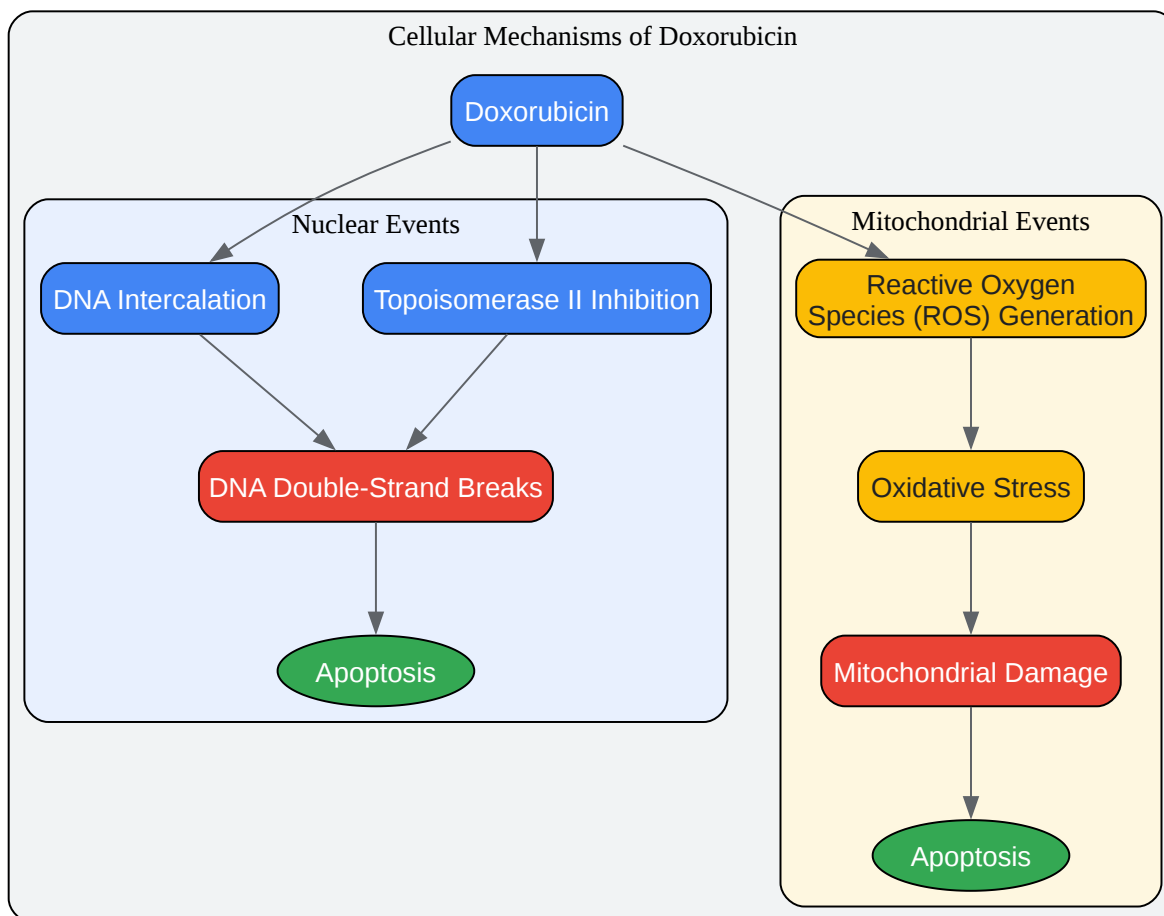 Cellular Mechanisms of Doxorubicin
Doxorubicin
Nuclear Events
DNA Intercalation
Topoisomerase II Inhibition
DNA Double-Strand Breaks
Apoptosis
Mitochondrial Events
Reactive Oxygen
Species (ROS) Generation
Oxidative Stress
Mitochondrial Damage
Apoptosis